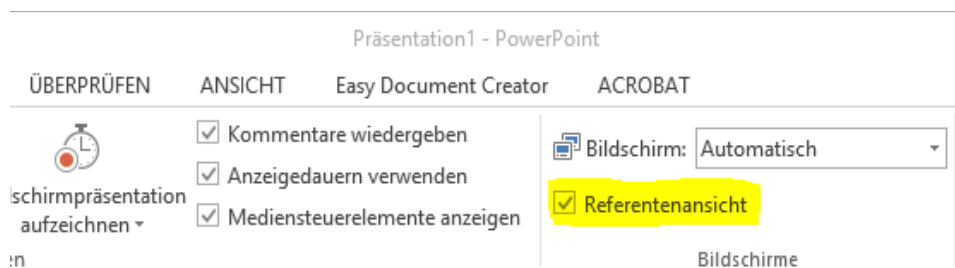 Präsentation1 - PowerPoint
ÜBERPRÜFEN ANSICHT Easy Document Creator ACROBAT
schirmpräsentation
aufzeichnen
Kommentare wiedergeben
Anzeigedauern verwenden
Mediensteuerelemente anzeigen
Bildschirm: Automatisch
Referentenansicht
en
Bildschirme